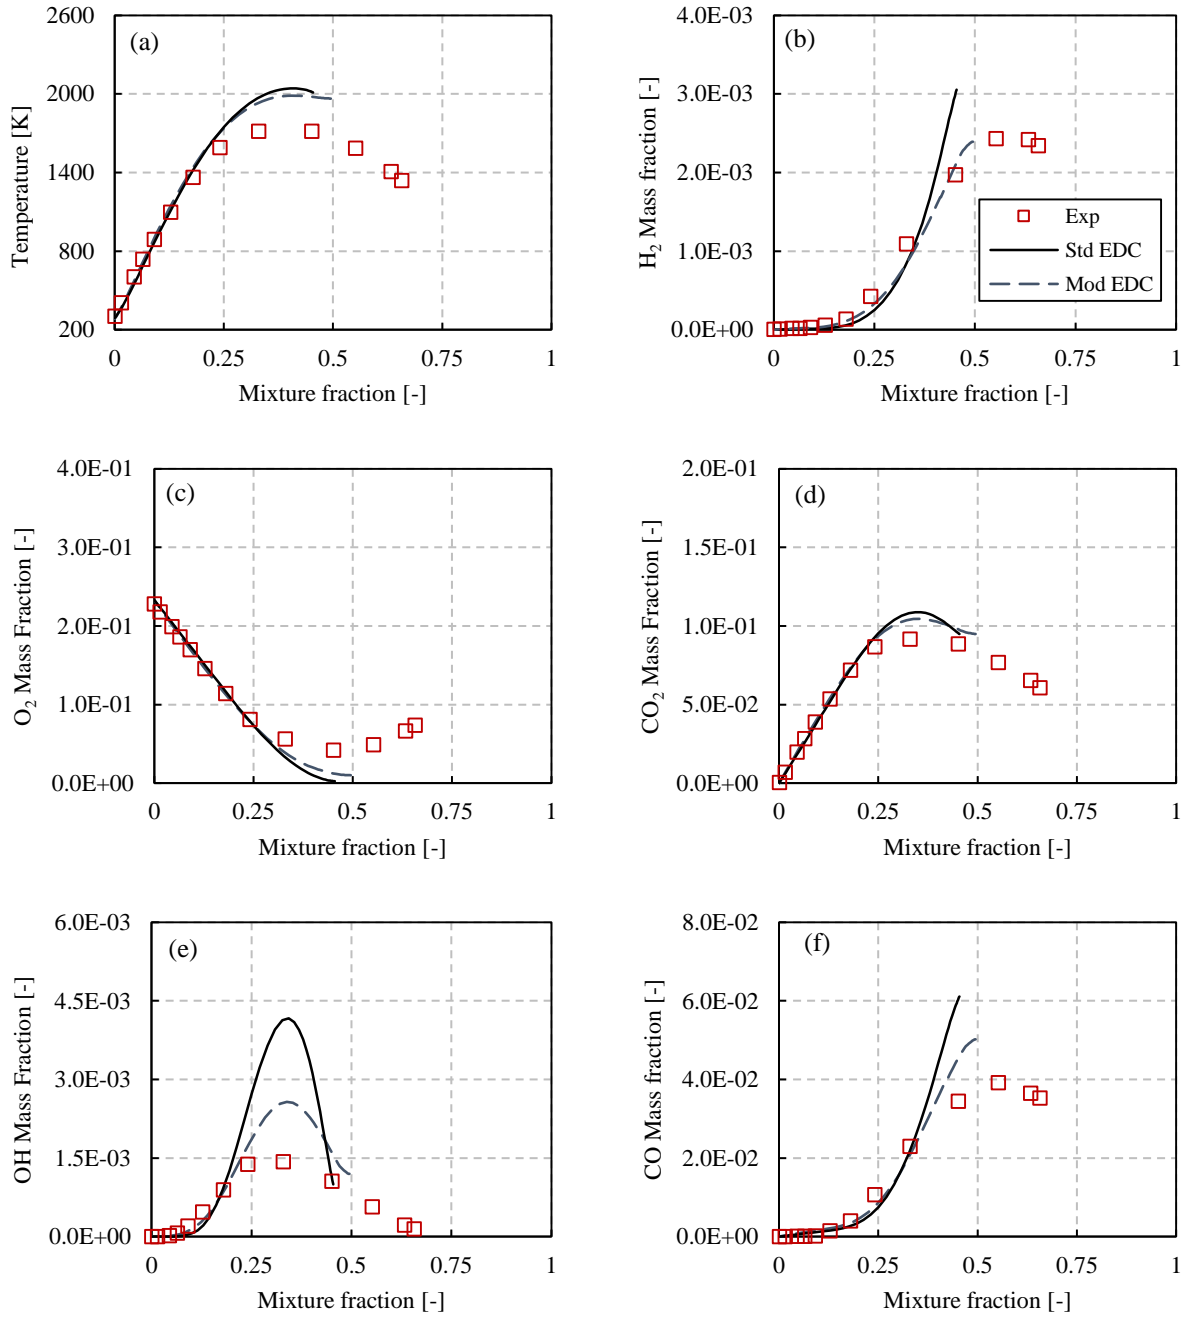 (a)
2600
2000
1400
800
200
Temperature [K]
0 0.25 0.5 0.75 1
Mixture fraction [-]
(b)
4.0E-03
3.0E-03
2.0E-03
1.0E-03
0.0E+00
H2 Mass fraction [-]
Exp
Std EDC
Mod EDC
0 0.25 0.5 0.75 1
Mixture fraction [-]
(c)
4.0E-01
3.0E-01
2.0E-01
1.0E-01
0.0E+00
O2 Mass Fraction [-]
0 0.25 0.5 0.75 1
Mixture fraction [-]
(d)
2.0E-01
1.5E-01
1.0E-01
5.0E-02
0.0E+00
CO2 Mass Fraction [-]
0 0.25 0.5 0.75 1
Mixture fraction [-]
(e)
6.0E-03
4.5E-03
3.0E-03
1.5E-03
0.0E+00
OH Mass Fraction [-]
0 0.25 0.5 0.75 1
Mixture fraction [-]
(f)
8.0E-02
6.0E-02
4.0E-02
2.0E-02
0.0E+00
CO Mass fraction [-]
0 0.25 0.5 0.75 1
Mixture fraction [-]